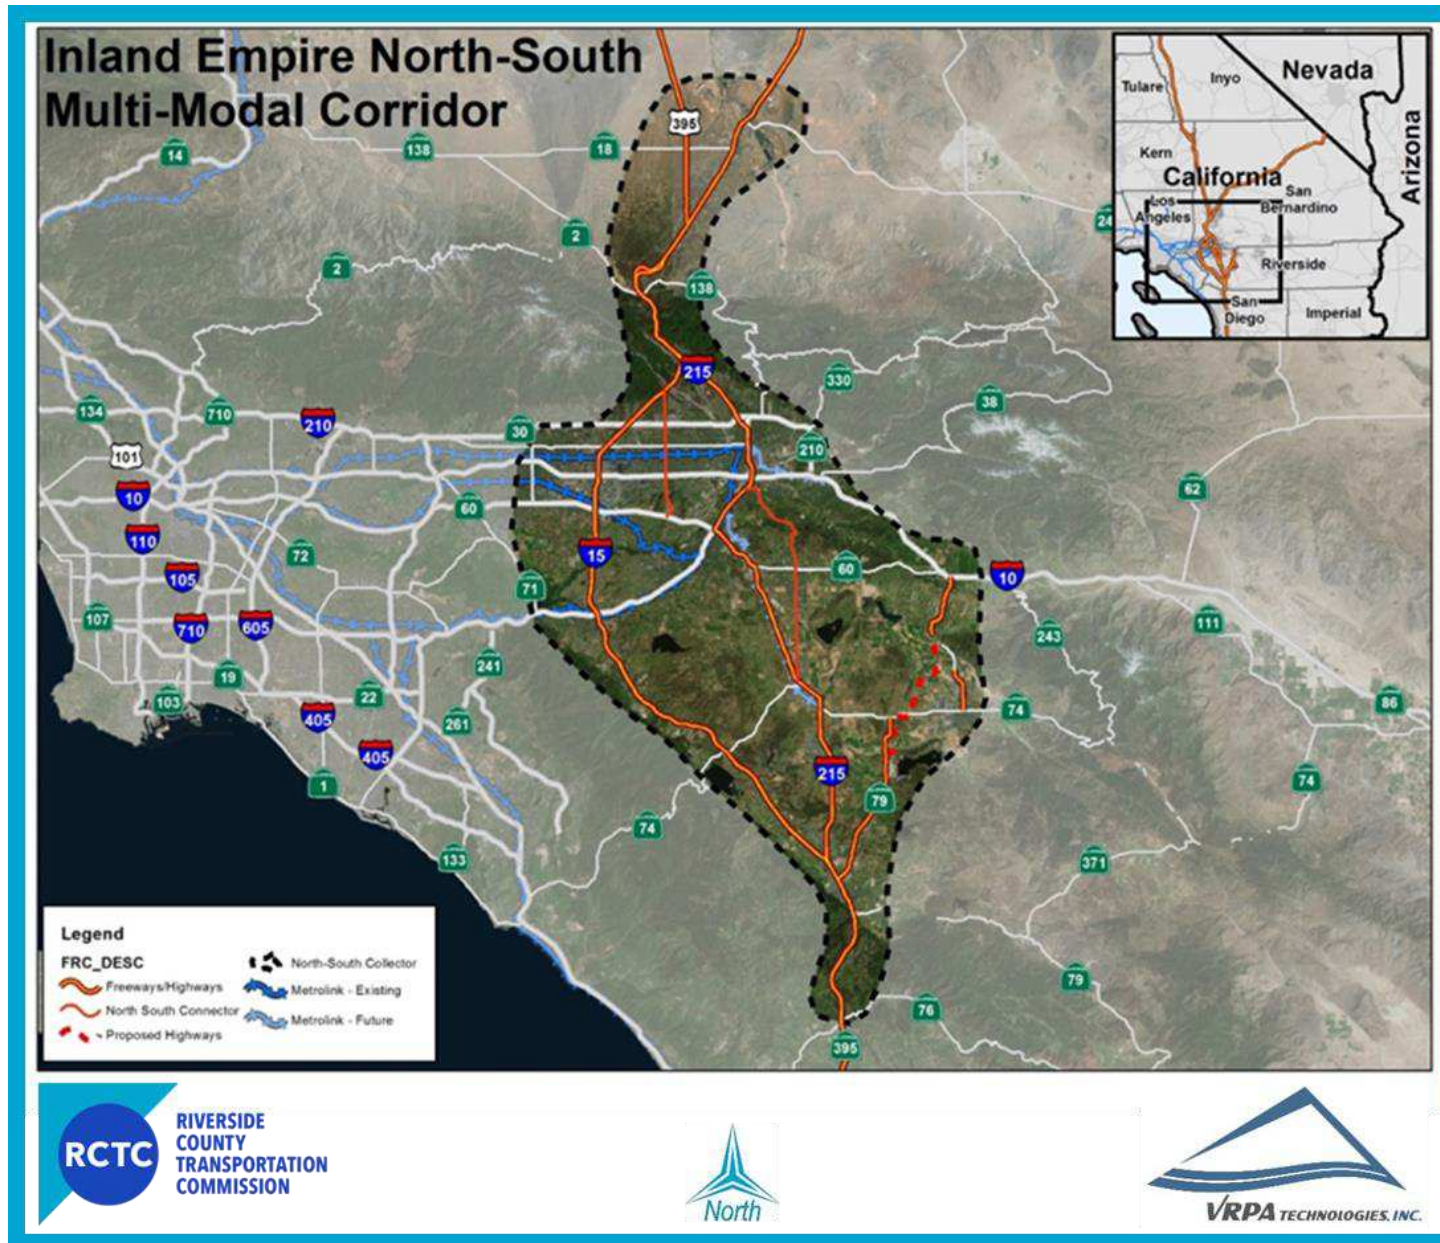 Inland Empire North-South
Multi-Modal Corridor
395
14
138
18
2
2
138
215
330
38
134
710
210
30
210
101
10
60
62
110
72
15
60
10
105
71
107
710
605
111
243
241
19
103
22
74
86
405
261
405
215
74
1
79
74
133
371
79
76
395
24
Nevada
Inyo
Tulare
Kern
California
Arizona
San
Bernardino
Los
Angeles
Riverside
San
Diego
Imperial
Legend
FRC_DESC
Freeways/Highways
North South Connector
Proposed Highways
North-South Collector
Metrolink - Existing
Metrolink - Future
RCTC
RIVERSIDE
COUNTY
TRANSPORTATION
COMMISSION
North
VRPA TECHNOLOGIES, INC.